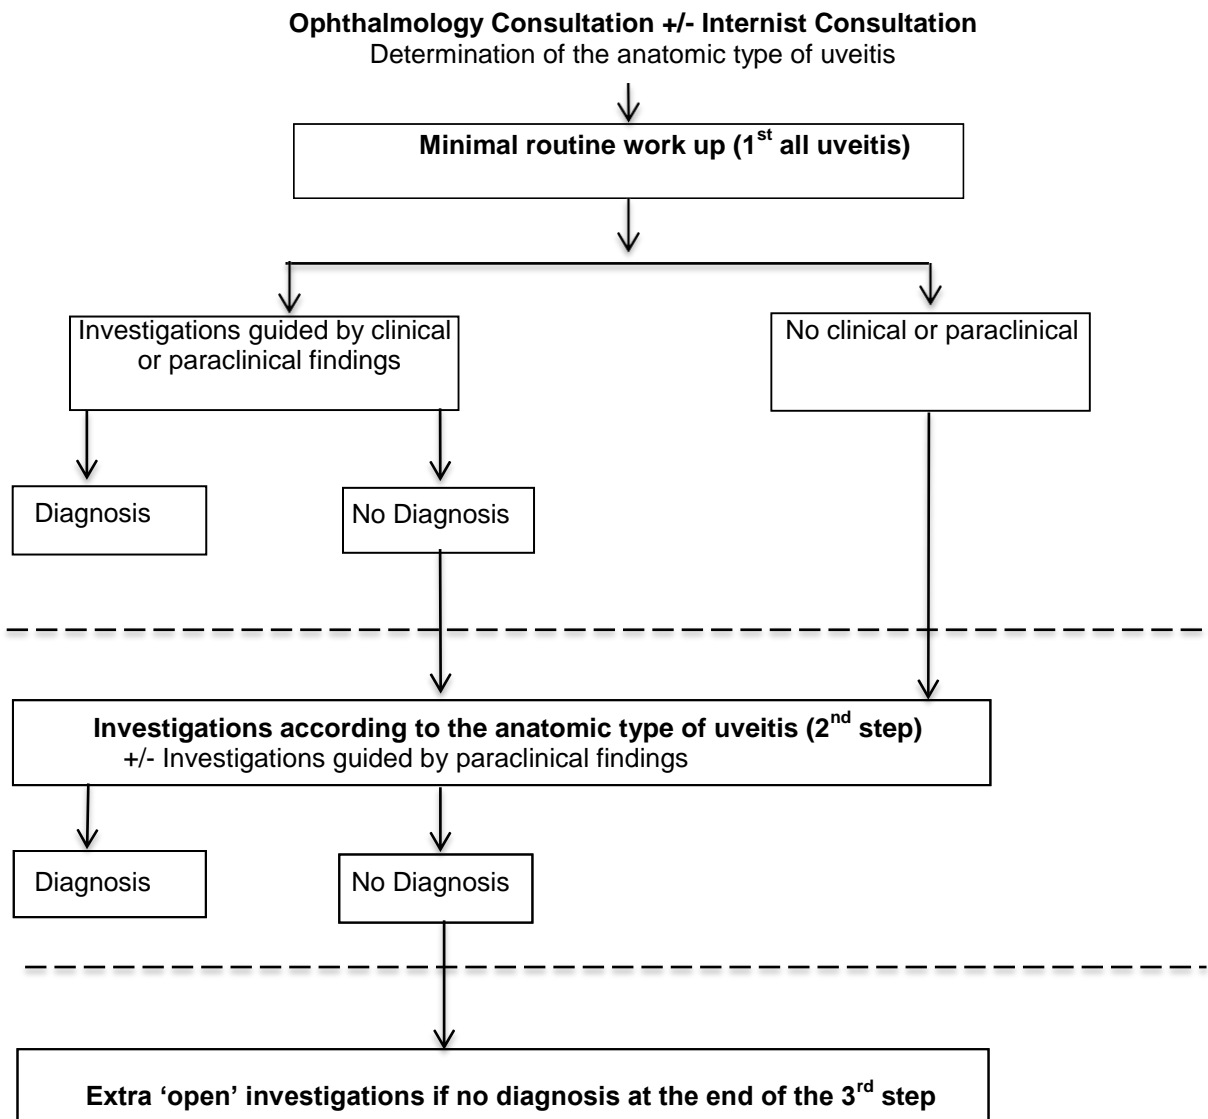 Ophthalmology Consultation +/- Internist Consultation
Determination of the anatomic type of uveitis
Minimal routine work up (1st all uveitis)
Investigations guided by clinical
or paraclinical findings
No clinical or paraclinical
Diagnosis
No Diagnosis
Investigations according to the anatomic type of uveitis (2nd step)
+/- Investigations guided by paraclinical findings
Diagnosis
No Diagnosis
Extra ‘open’ investigations if no diagnosis at the end of the 3rd step